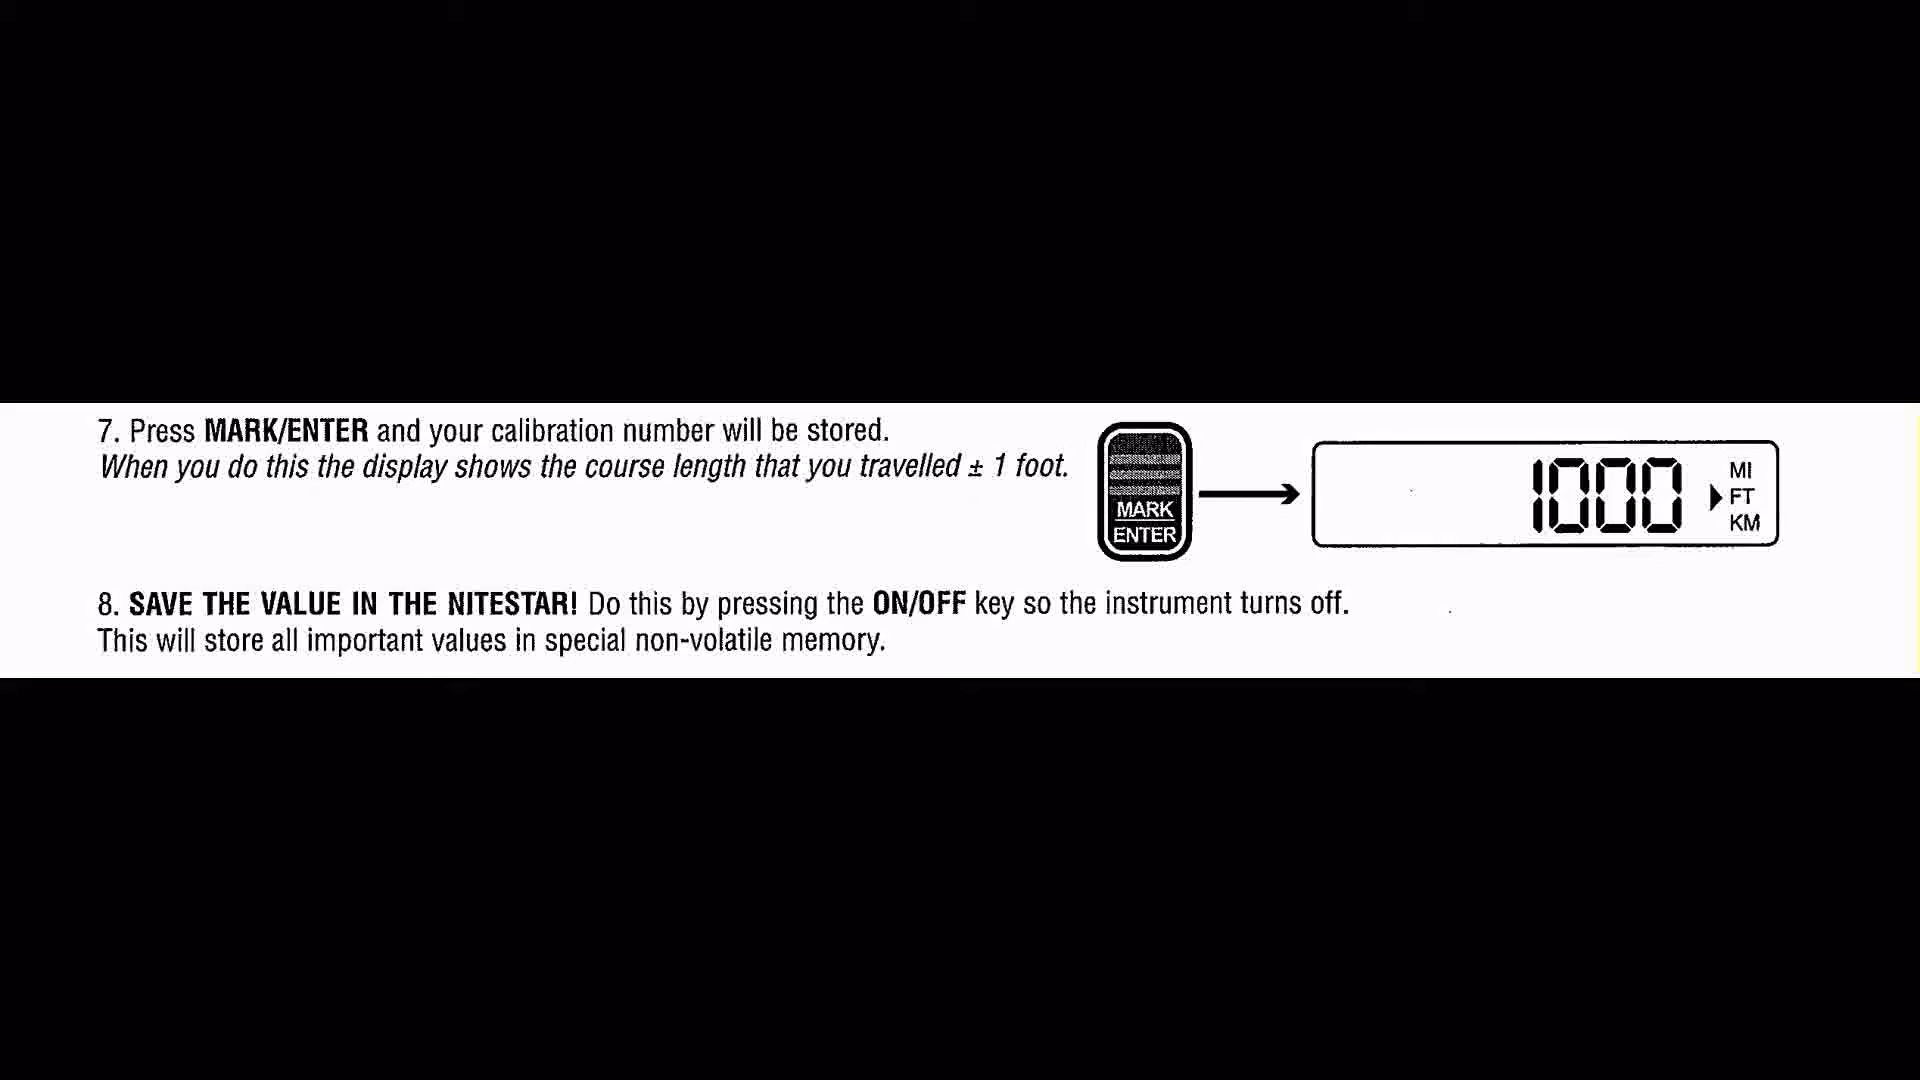 7. Press MARK/ENTER and your calibration number will be stored.
When you do this the display shows the course length that you travelled ± 1 foot.
MARK
ENTER
1000
MI
FT
KM
8. SAVE THE VALUE IN THE NITESTAR! Do this by pressing the ON/OFF key so the instrument turns off.
This will store all important values in special non-volatile memory.